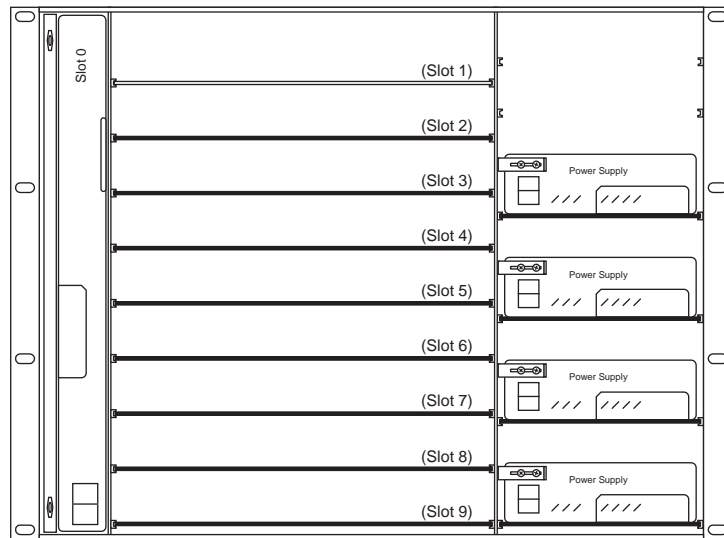 Slot 0
(Slot 1)
(Slot 2)
(Slot 3)
(Slot 4)
(Slot 5)
(Slot 6)
(Slot 7)
(Slot 8)
(Slot 9)
Power Supply
Power Supply
Power Supply
Power Supply